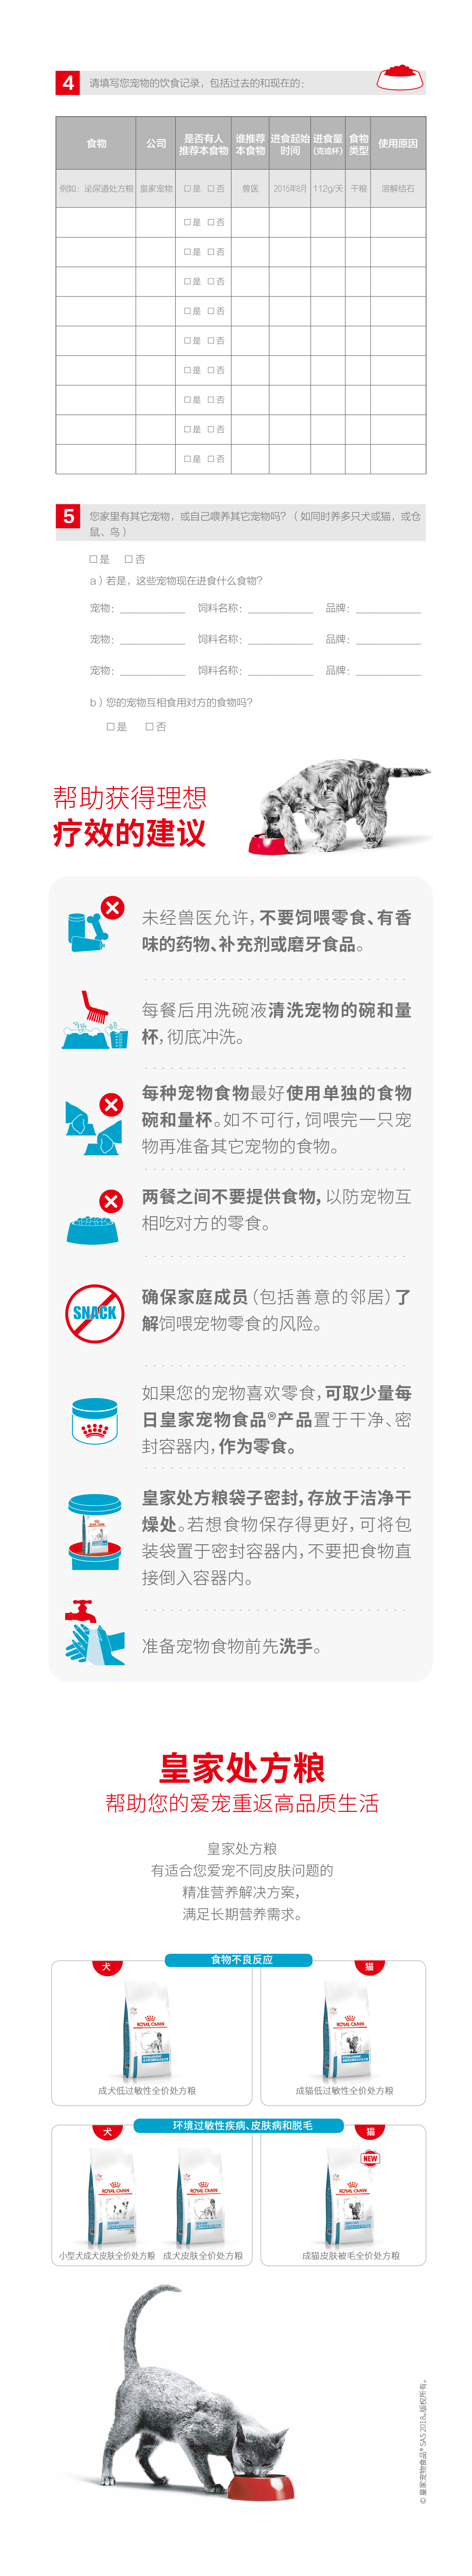 4 请填写您宠物的饮食记录，包括过去的和现在的：
食物 公司 是否有人推荐本食物 谁推荐本食物 进食起始时间 进食量(克或杯) 食物类型 使用原因
例如：泌尿道处方粮 皇家宠物 □是 □否 兽医 2015年8月 112g/天 干粮 溶解结石
□是 □否
□是 □否
□是 □否
□是 □否
□是 □否
□是 □否
□是 □否
□是 □否
□是 □否
5 您家里有其它宠物，或自己喂养其它宠物吗？（如同时养多只犬或猫，或仓
鼠、鸟）
□是 □否
a）若是，这些宠物现在进食什么食物？
宠物：____________ 饲料名称：____________ 品牌：____________
宠物：____________ 饲料名称：____________ 品牌：____________
宠物：____________ 饲料名称：____________ 品牌：____________
b）您的宠物互相食用对方的食物吗？
□是 □否
帮助获得理想
疗效的建议
未经兽医允许，不要饲喂零食、有香
味的药物、补充剂或磨牙食品。
每餐后用洗碗液清洗宠物的碗和量
杯，彻底冲洗。
每种宠物食物最好使用单独的食物
碗和量杯。如不可行，饲喂完一只宠
物再准备其它宠物的食物。
两餐之间不要提供食物，以防宠物互
相吃对方的零食。
SNACK
确保家庭成员（包括善意的邻居）了
解饲喂宠物零食的风险。
如果您的宠物喜欢零食，可取少量每
日皇家宠物食品®产品置于干净、密
封容器内，作为零食。
皇家处方粮袋子密封，存放于洁净干
燥处。若想食物保存得更好，可将包
装袋置于密封容器内，不要把食物直
接倒入容器内。
准备宠物食物前先洗手。
皇家处方粮
帮助您的爱宠重返高品质生活
皇家处方粮
有适合您爱宠不同皮肤问题的
精准营养解决方案，
满足长期营养需求。
食物不良反应
犬 猫
ROYAL CANIN ROYAL CANIN
成犬低过敏性全价处方粮 成猫低过敏性全价处方粮
环境过敏性疾病、皮肤病和脱毛
犬 猫
NEW
ROYAL CANIN ROYAL CANIN ROYAL CANIN
小型犬成犬皮肤全价处方粮 成犬皮肤全价处方粮 成猫皮肤被毛全价处方粮
© 皇家宠物食品® SAS 2018。版权所有。